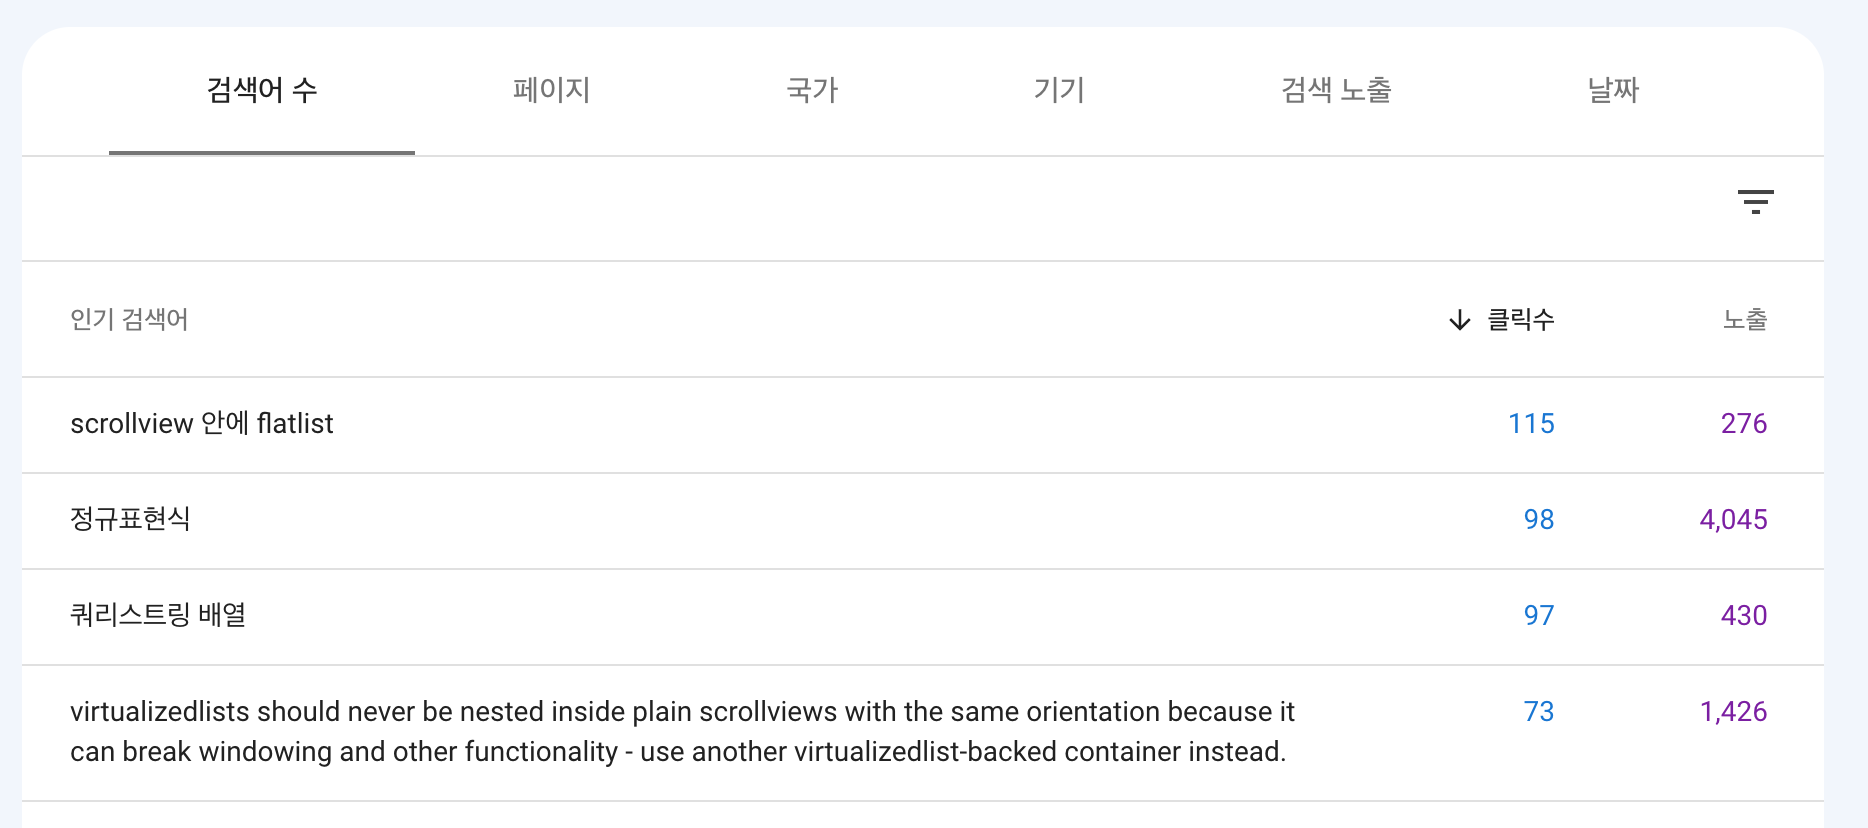 검색어 수 페이지 국가 기기 검색 노출 날짜
인기 검색어 클릭수 노출
scrollview 안에 flatlist 115 276
정규표현식 98 4,045
쿼리스트링 배열 97 430
virtualizedlists should never be nested inside plain scrollviews with the same orientation because it 73 1,426
can break windowing and other functionality - use another virtualizedlist-backed container instead.